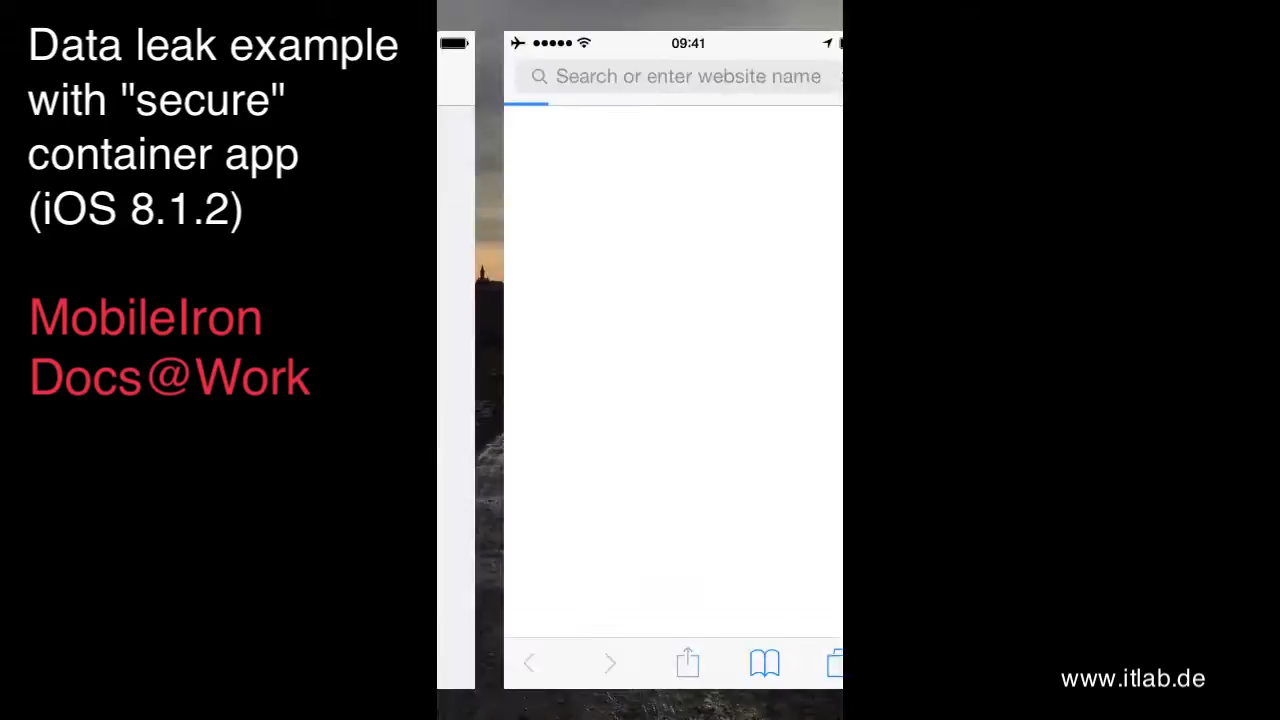 Data leak example
with "secure"
container app
(iOS 8.1.2)
MobileIron
Docs@Work
09:41
Search or enter website name
www.itlab.de